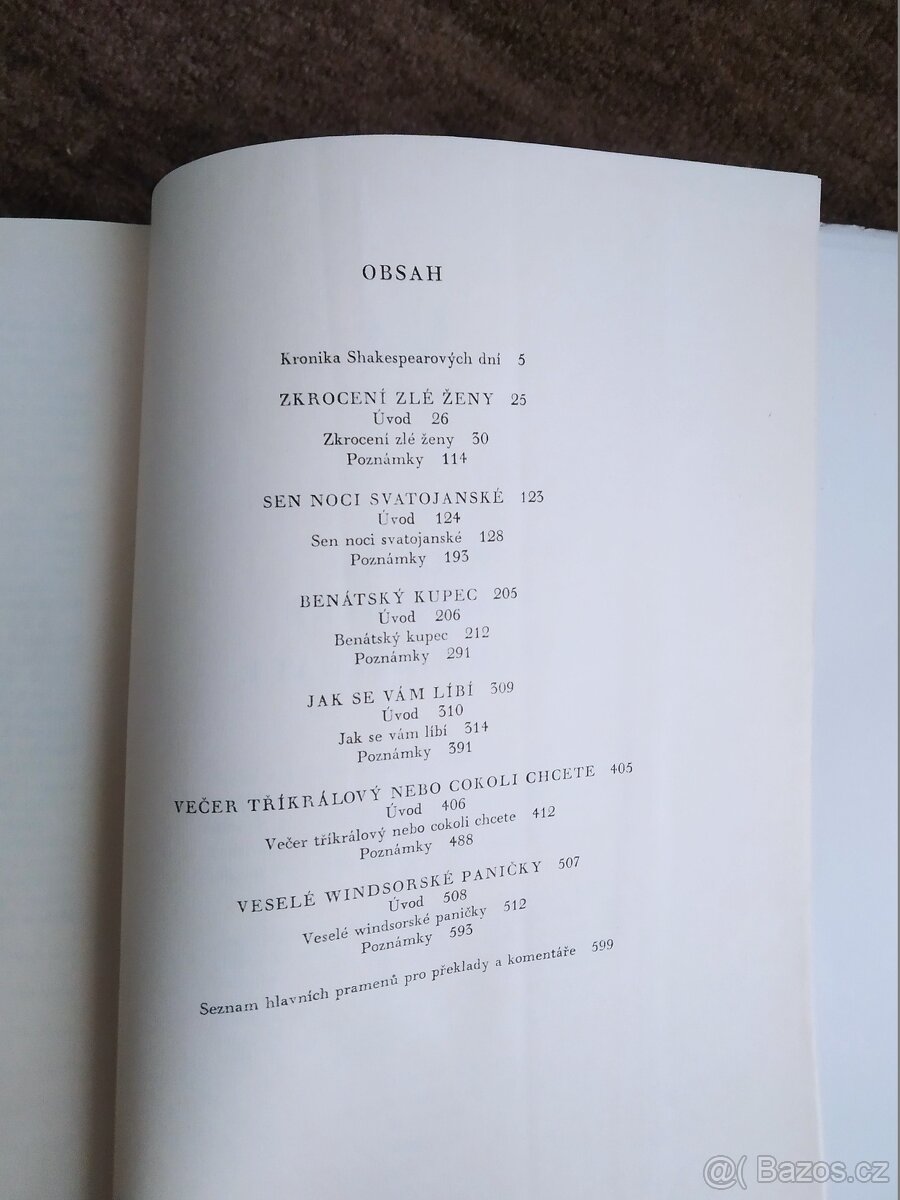 OBSAH
Kronika Shakespearových dní 5
ZKROCENÍ ZLÉ ŽENY 25
Úvod 26
Zkrocení zlé ženy 30
Poznámky 114
SEN NOCI SVATOJANSKÉ 123
Úvod 124
Sen noci svatojanské 128
Poznámky 193
BENÁTSKÝ KUPEC 205
Úvod 206
Benátský kupec 212
Poznámky 291
JAK SE VÁM LÍBÍ 309
Úvod 310
Jak se vám líbí 314
Poznámky 391
VEČER TŘÍKRÁLOVÝ NEBO COKOLI CHCETE 405
Úvod 406
Večer tříkrálový nebo cokoli chcete 412
Poznámky 488
VESELÉ WINDSORSKÉ PANIČKY 507
Úvod 508
Veselé windsorské paničky 512
Poznámky 593
Seznam hlavních pramenů pro překlady a komentáře 599
@( Bazos.cz